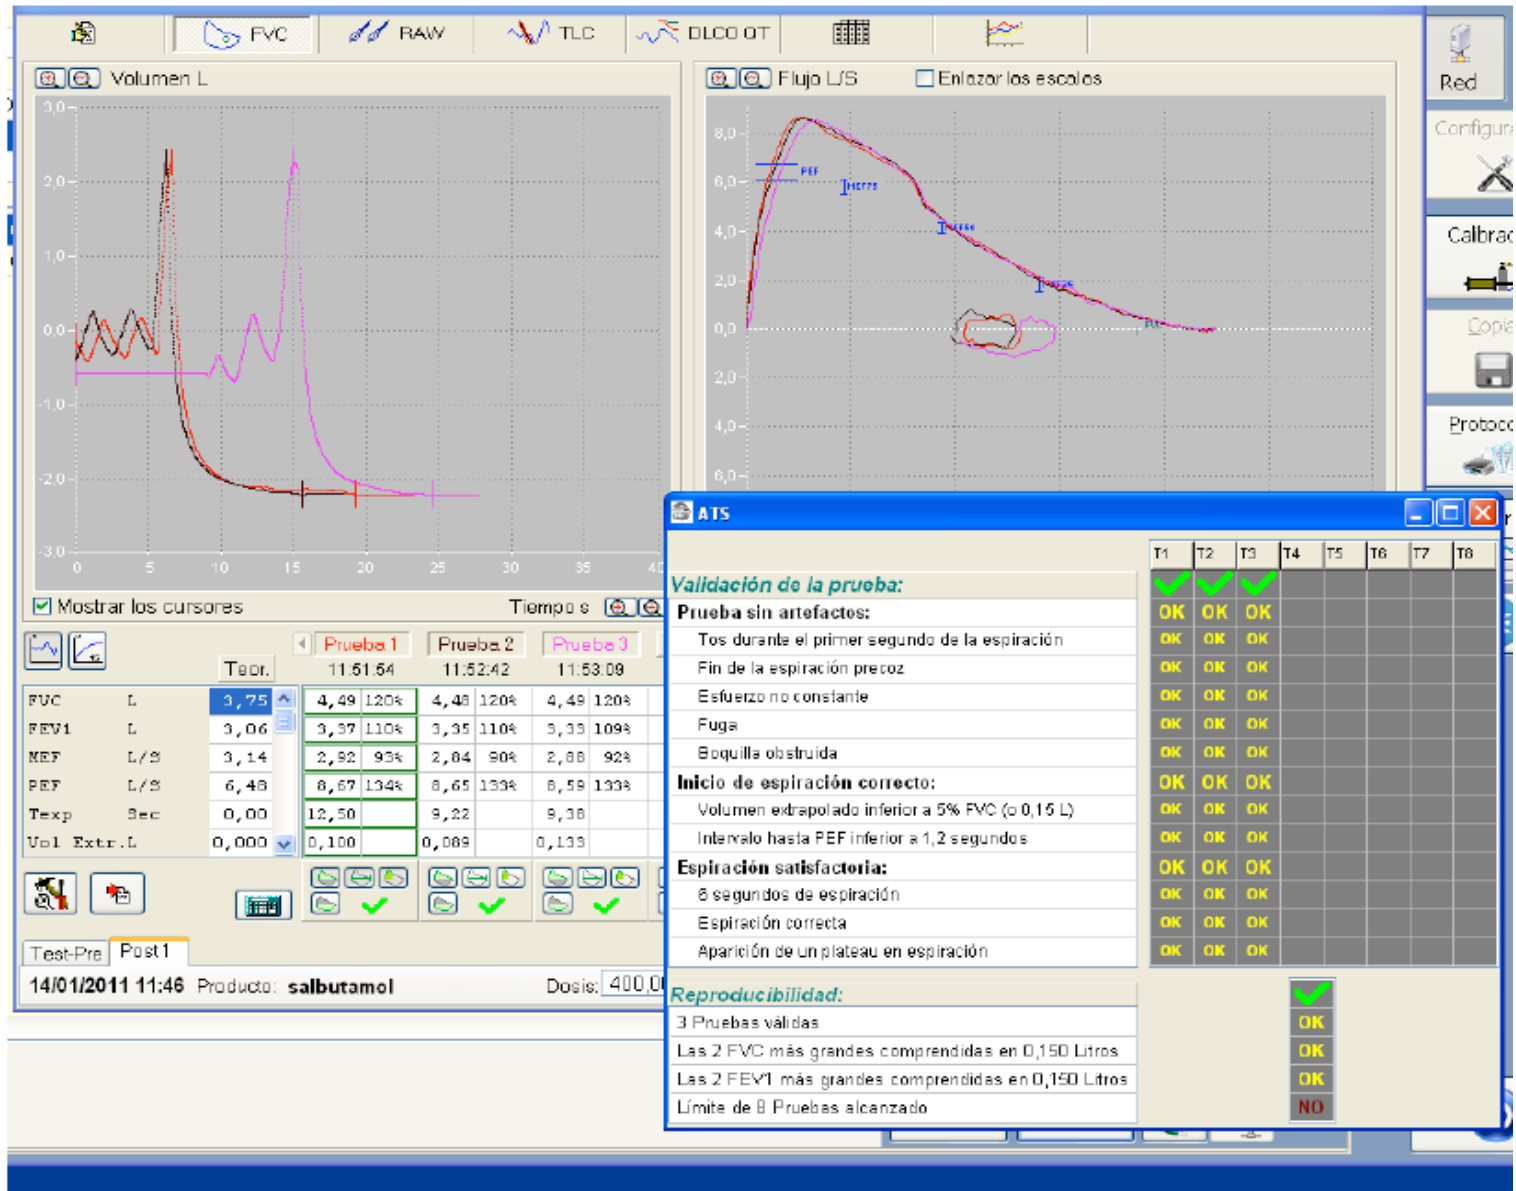 FVC RAW TLC DLCO OT
Volumen L
Flujo L/S Enlazar las escalas
Red
Calibrac
Protoco
3,0
2,0
1,0
0,0
-1,0
-2,0
-3,0
0 5 10 15 20 25 30 35 40
8,0
6,0
4,0
2,0
0,0
2,0
4,0
6,0
PEF
MEF75
FVC
Mostrar los cursores Tiempo s
Prueba 1 Prueba 2 Prueba 3
Teor. 11:51:54 11:52:42 11:53:09
FVC L 3,75 4,49 120% 4,48 120% 4,49 120%
FEV1 L 3,06 3,37 110% 3,35 110% 3,33 109%
MEF L/S 3,14 2,92 93% 2,84 90% 2,88 92%
PEF L/S 6,48 8,67 134% 8,65 133% 8,59 133%
Texp Sec 0,00 12,50 9,22 9,38
Vol Extr.L 0,000 0,100 0,089 0,133
Test-Pre Post 1
14/01/2011 11:46 Producto: salbutamol Dosis: 400,0
ATS
T1 T2 T3 T4 T5 T6 T7 T8
Validación de la prueba:
Prueba sin artefactos: OK OK OK
Tos durante el primer segundo de la espiración OK OK OK
Fin de la espiración precoz OK OK OK
Esfuerzo no constante OK OK OK
Fuga OK OK OK
Boquilla obstruida OK OK OK
Inicio de espiración correcto: OK OK OK
Volumen extrapolado inferior a 5% FVC (o 0,15 L) OK OK OK
Intervalo hasta PEF inferior a 1,2 segundos OK OK OK
Espiración satisfactoria: OK OK OK
6 segundos de espiración OK OK OK
Espiración correcta OK OK OK
Aparición de un plateau en espiración OK OK OK
Reproducibilidad:
3 Pruebas válidas OK
Las 2 FVC más grandes comprendidas en 0,150 Litros OK
Las 2 FEV1 más grandes comprendidas en 0,150 Litros OK
Límite de 8 Pruebas alcanzado NO